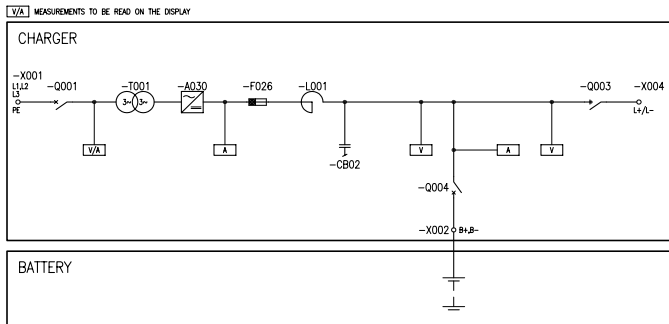 V/A MEASUREMENTS TO BE READ ON THE DISPLAY
CHARGER
-X001
L1,L2
L3
PE
-Q001
-T001
3~ 3~
-A030
-F026
-L001
-Q003
-X004
L+/L-
V/A
A
V
A
V
-CB02
-Q004
-X002 B+,B-
BATTERY